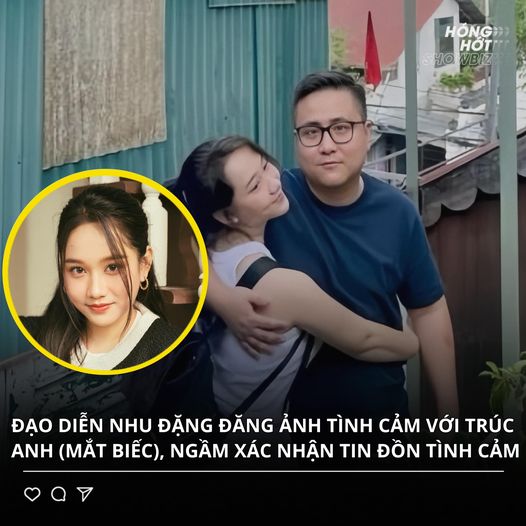 HÓNG
HỚT
SHOWBIZ
ĐẠO DIỄN NHU ĐẶNG ĐĂNG ẢNH TÌNH CẢM VỚI TRÚC
ANH (MẮT BIẾC), NGẦM XÁC NHẬN TIN ĐỒN TÌNH CẢM